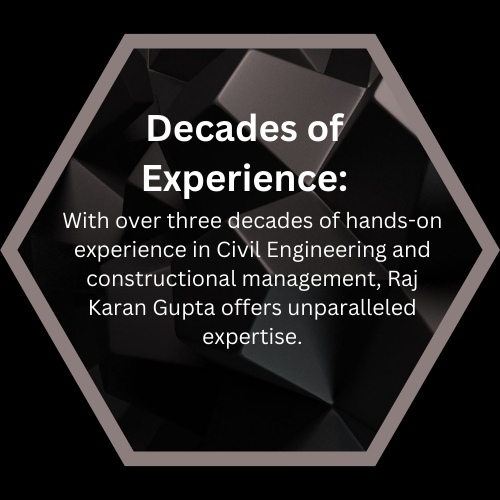 Decades of
Experience:
With over three decades of hands-on
experience in Civil Engineering and
constructional management, Raj
Karan Gupta offers unparalleled
expertise.